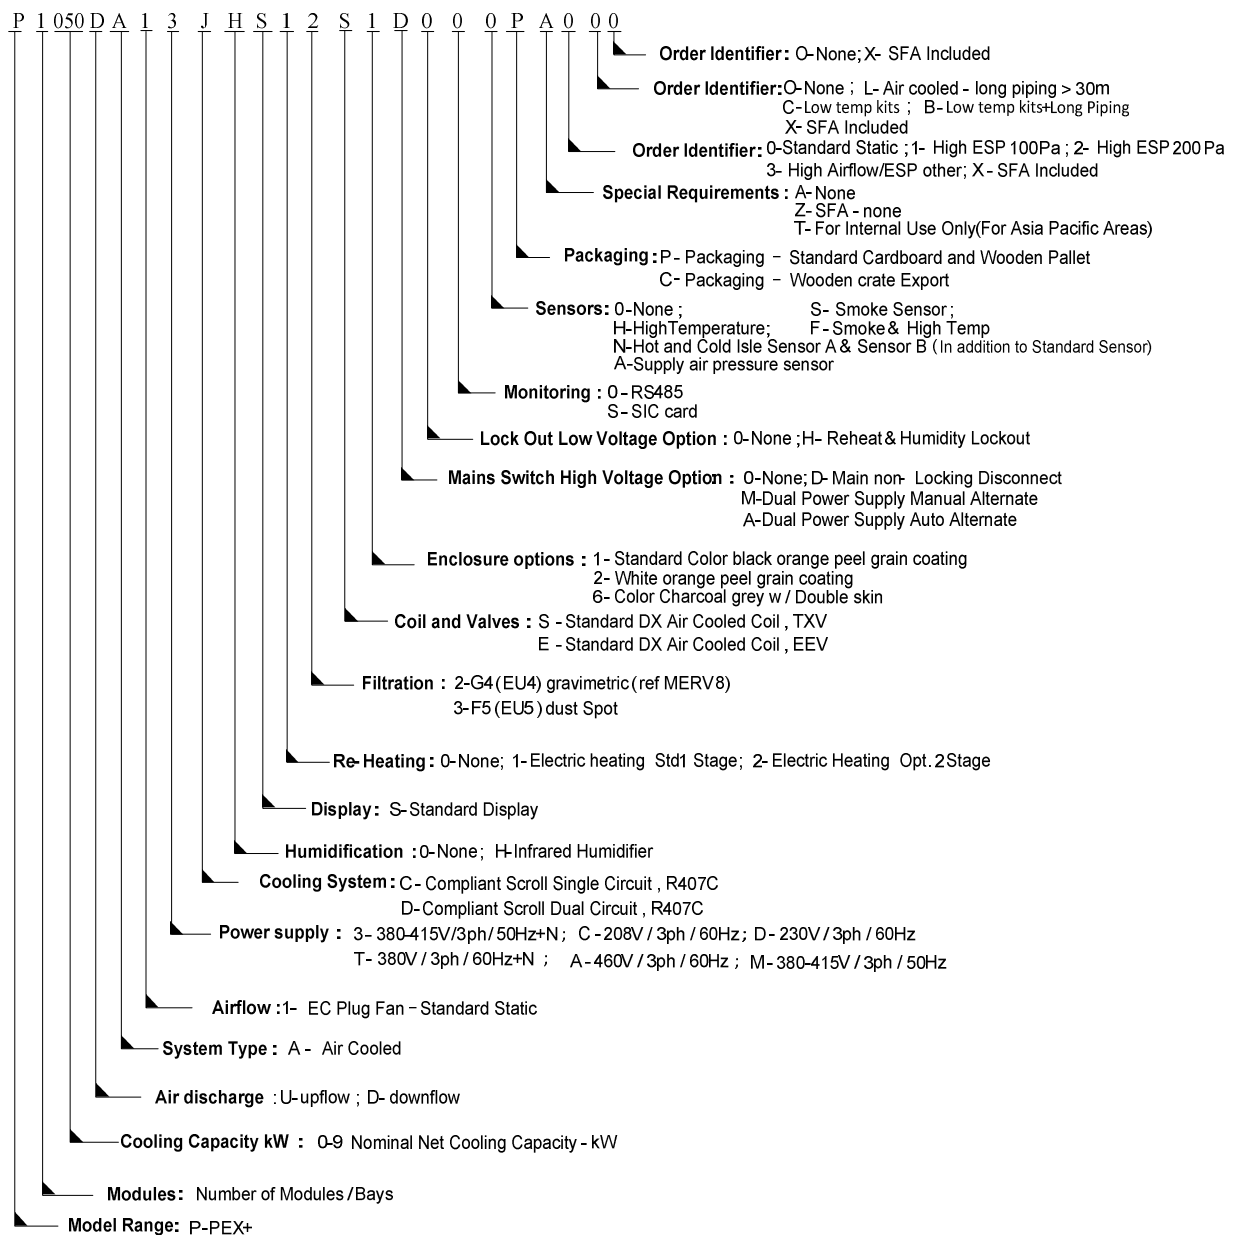 P 1 050 D A 1 3 J H S 1 2 S 1 D 0 0 0 P A 0 0 0
Order Identifier: O-None; X- SFA Included
Order Identifier:O-None ; L- Air cooled - long piping > 30m
C-Low temp kits ; B-Low temp kits+Long Piping
X- SFA Included
Order Identifier: 0-Standard Static ; 1- High ESP 100Pa ; 2- High ESP 200 Pa
3- High Airflow/ESP other; X - SFA Included
Special Requirements : A-None
Z- SFA - none
T- For Internal Use Only(For Asia Pacific Areas)
Packaging : P - Packaging - Standard Cardboard and Wooden Pallet
C- Packaging - Wooden crate Export
Sensors: 0-None ; S- Smoke Sensor ;
H-HighTemperature; F-Smoke & High Temp
N-Hot and Cold Isle Sensor A & Sensor B (In addition to Standard Sensor)
A-Supply air pressure sensor
Monitoring : 0-RS485
S-SIC card
Lock Out Low Voltage Option : 0-None ;H- Reheat & Humidity Lockout
Mains Switch High Voltage Option : 0-None; D- Main non- Locking Disconnect
M-Dual Power Supply Manual Alternate
A-Dual Power Supply Auto Alternate
Enclosure options : 1- Standard Color black orange peel grain coating
2- White orange peel grain coating
6- Color Charcoal grey w / Double skin
Coil and Valves : S - Standard DX Air Cooled Coil , TXV
E - Standard DX Air Cooled Coil , EEV
Filtration : 2-G4 (EU4) gravimetric (ref MERV8)
3-F5 (EU5) dust Spot
Re-Heating: 0-None; 1-Electric heating Std1 Stage; 2- Electric Heating Opt. 2 Stage
Display: S-Standard Display
Humidification : 0-None; H-Infrared Humidifier
Cooling System: C - Compliant Scroll Single Circuit , R407C
D-Compliant Scroll Dual Circuit , R407C
Power supply : 3- 380-415V/3ph/ 50Hz+N ; C -208V / 3ph / 60Hz; D-230V / 3ph / 60Hz
T- 380V / 3ph / 60Hz+N ; A-460V / 3ph / 60Hz ; M-380-415V / 3ph / 50Hz
Airflow :1- EC Plug Fan - Standard Static
System Type : A - Air Cooled
Air discharge : U-upflow ; D- downflow
Cooling Capacity kW : 0-9 Nominal Net Cooling Capacity - kW
Modules: Number of Modules /Bays
Model Range: P-PEX+